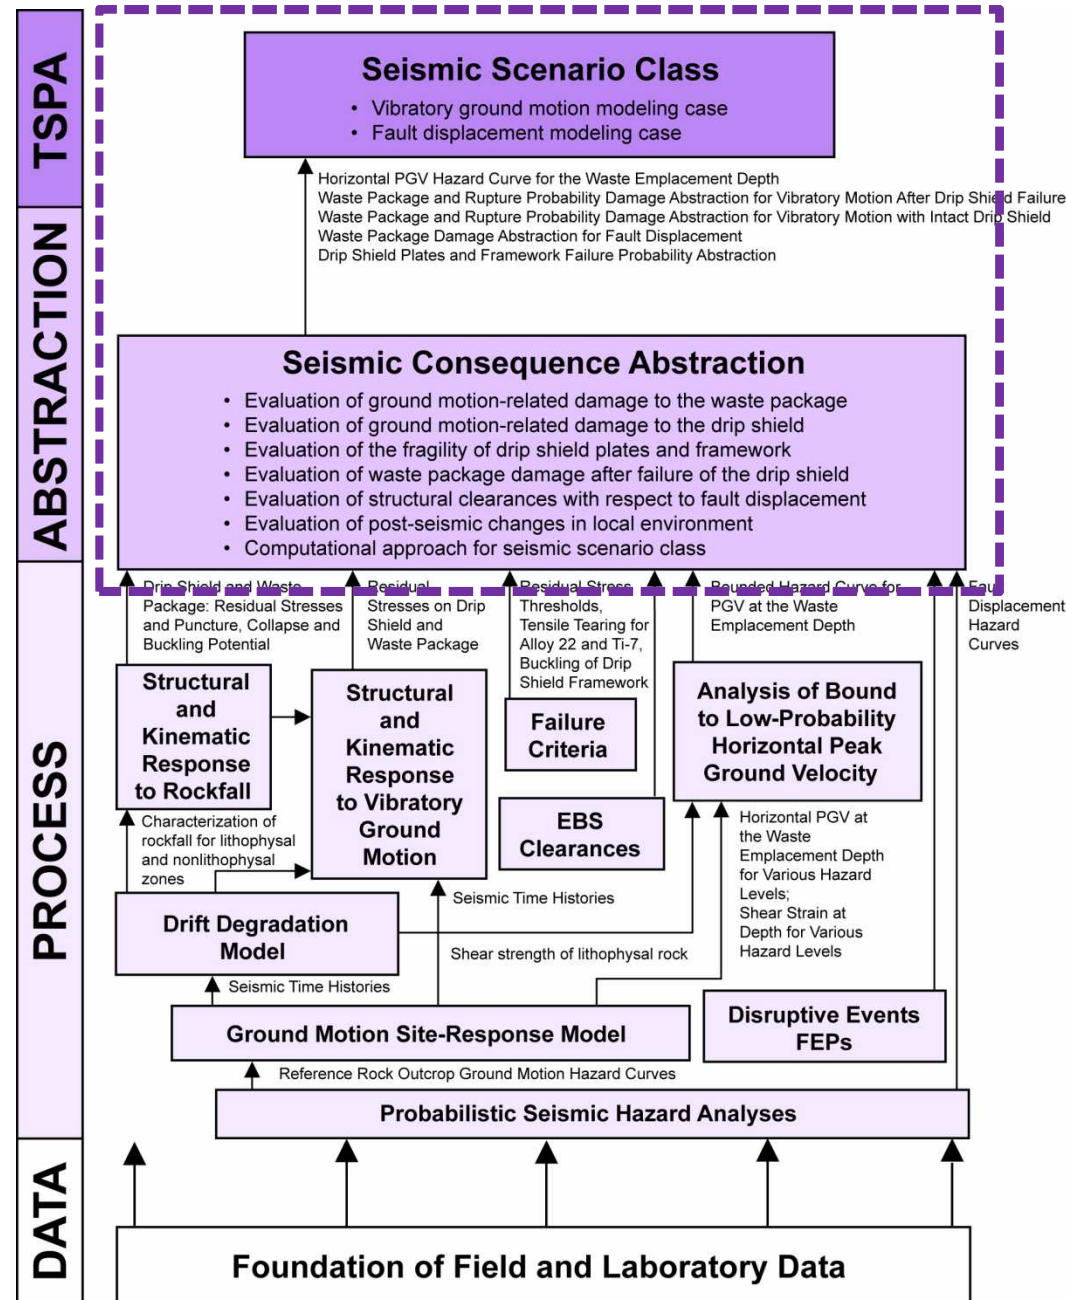 TSPA
Seismic Scenario Class
• Vibratory ground motion modeling case
• Fault displacement modeling case
Horizontal PGV Hazard Curve for the Waste Emplacement Depth
Waste Package and Rupture Probability Damage Abstraction for Vibratory Motion After Drip Shield Failure
Waste Package and Rupture Probability Damage Abstraction for Vibratory Motion with Intact Drip Shield
Waste Package Damage Abstraction for Fault Displacement
Drip Shield Plates and Framework Failure Probability Abstraction
ABSTRACTION
Seismic Consequence Abstraction
• Evaluation of ground motion-related damage to the waste package
• Evaluation of ground motion-related damage to the drip shield
• Evaluation of the fragility of drip shield plates and framework
• Evaluation of waste package damage after failure of the drip shield
• Evaluation of structural clearances with respect to fault displacement
• Evaluation of post-seismic changes in local environment
• Computational approach for seismic scenario class
PROCESS
Drip Shield and Waste
Package: Residual Stresses
and Puncture, Collapse and
Buckling Potential
Residual
Stresses on Drip
Shield and
Waste Package
Residual Stress
Thresholds,
Tensile Tearing for
Alloy 22 and Ti-7,
Buckling of Drip
Shield Framework
Bounded Hazard Curve for
PGV at the Waste
Emplacement Depth
Fau
Displacement
Hazard
Curves
Structural
and
Kinematic
Response
to Rockfall
Structural
and
Kinematic
Response
to Vibratory
Ground
Motion
Failure
Criteria
EBS
Clearances
Analysis of Bound
to Low-Probability
Horizontal Peak
Ground Velocity
Characterization of
rockfall for lithophysal
and nonlithophysal
zones
Horizontal PGV at
the Waste
Emplacement Depth
for Various Hazard
Levels;
Shear Strain at
Depth for Various
Hazard Levels
Drift Degradation
Model
Seismic Time Histories
Shear strength of lithophysal rock
Seismic Time Histories
Ground Motion Site-Response Model
Disruptive Events
FEPs
Reference Rock Outcrop Ground Motion Hazard Curves
Probabilistic Seismic Hazard Analyses
DATA
Foundation of Field and Laboratory Data